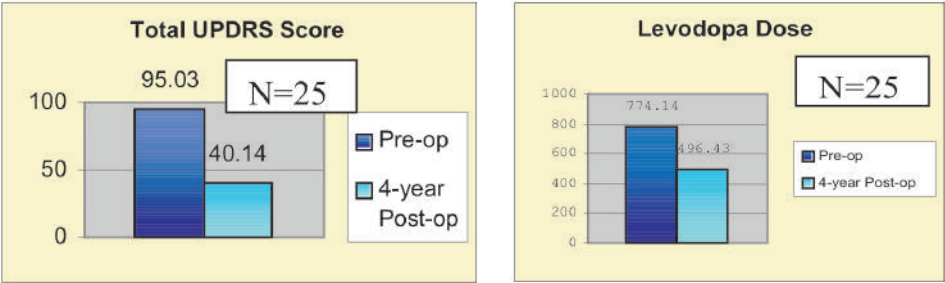 Total UPDRS Score
95.03
N=25
100
40.14
50
0
Pre-op
4-year
Post-op
Levodopa Dose
N=25
1000
774.14
800
496.43
600
400
200
0
Pre-op
4-year Post-op